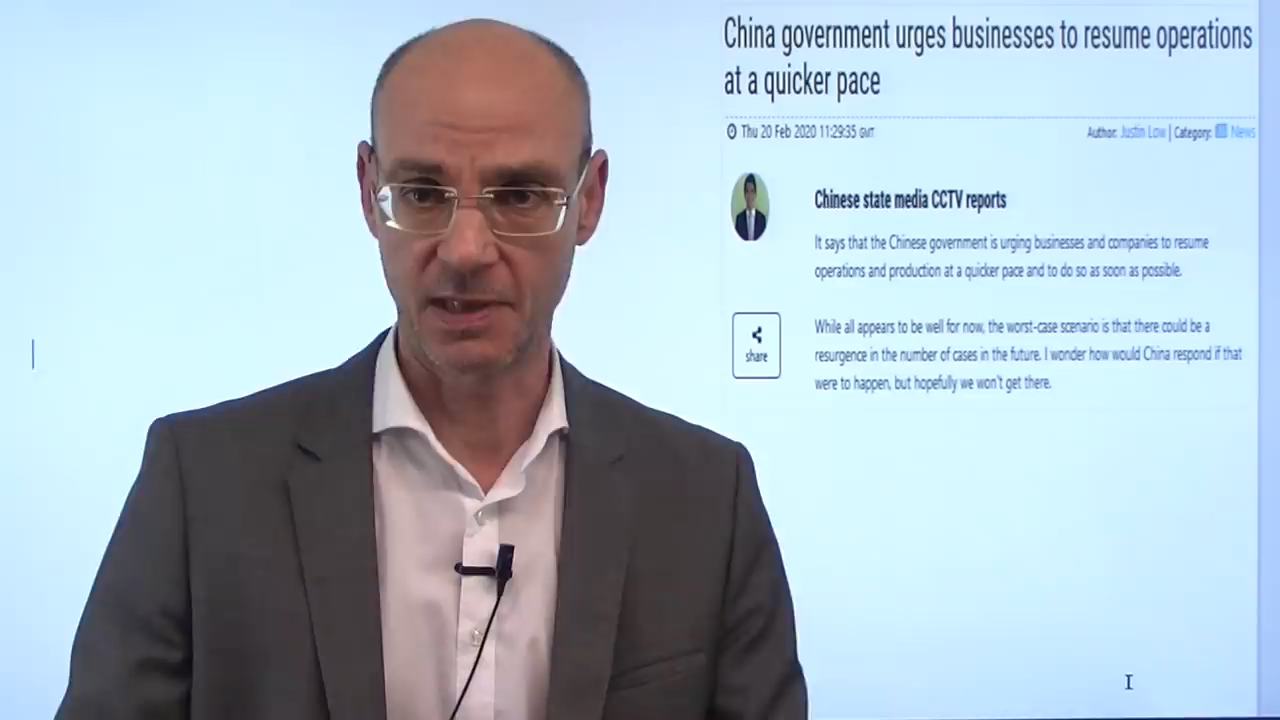 China government urges businesses to resume operations
at a quicker pace
Thu 20 Feb 2020 11:29:35 GMT
Author: Justin Low | Category: News
Chinese state media CCTV reports
It says that the Chinese government is urging businesses and companies to resume
operations and production at a quicker pace and to do so as soon as possible.
share
While all appears to be well for now, the worst-case scenario is that there could be a
resurgence in the number of cases in the future. I wonder how would China respond if that
were to happen, but hopefully we won't get there.